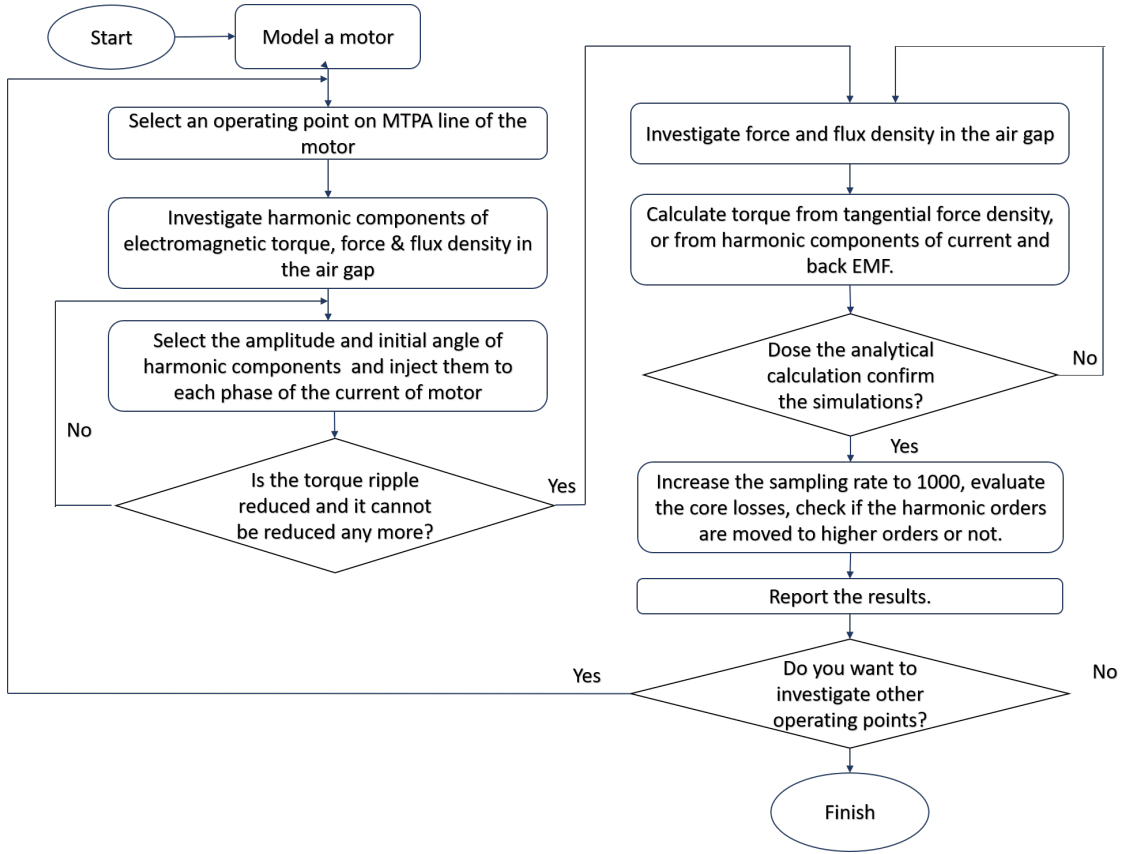 Start
Model a motor
Select an operating point on MTPA line of the
motor
Investigate harmonic components of
electromagnetic torque, force & flux density in
the air gap
Select the amplitude and initial angle of
harmonic components and inject them to
each phase of the current of motor
No
Is the torque ripple
reduced and it cannot
be reduced any more?
Yes
Investigate force and flux density in the air gap
Calculate torque from tangential force density,
or from harmonic components of current and
back EMF.
Dose the analytical
calculation confirm
the simulations?
No
Yes
Increase the sampling rate to 1000, evaluate
the core losses, check if the harmonic orders
are moved to higher orders or not.
Report the results.
Do you want to
investigate other
operating points?
Yes
No
Finish